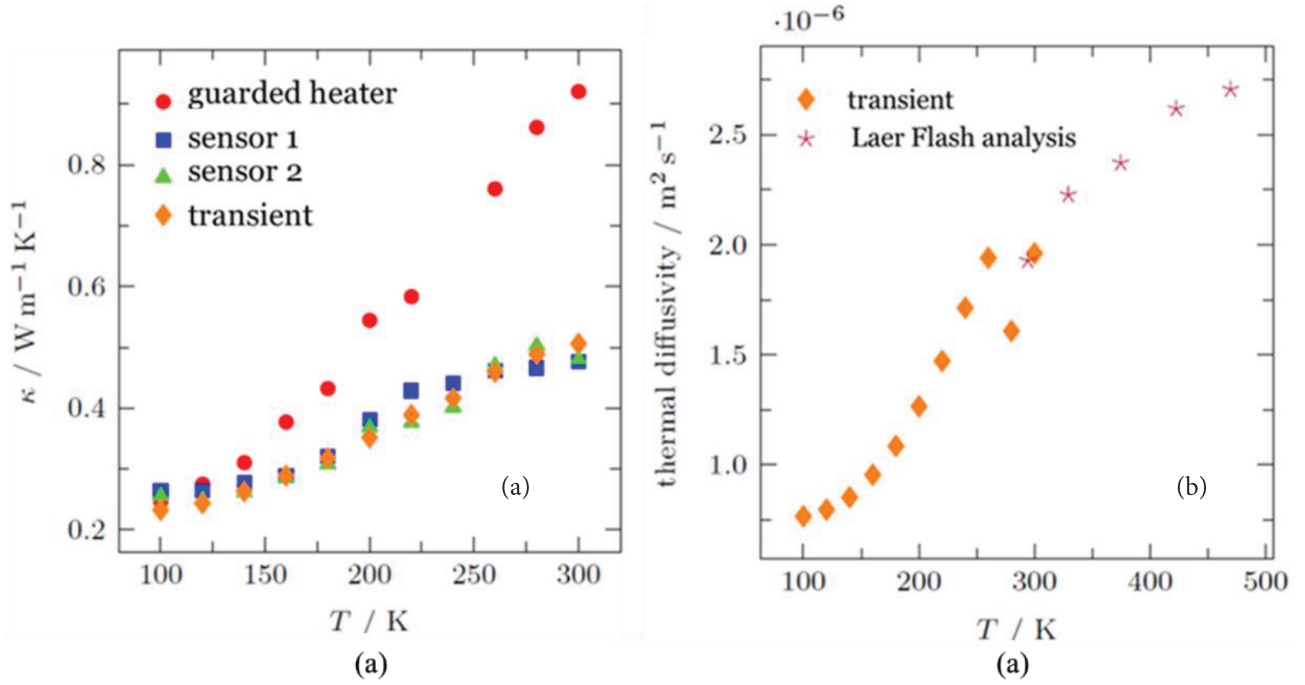 guarded heater
sensor 1
sensor 2
transient
0.8
0.6
0.4
0.2
κ / W m⁻¹ K⁻¹
100 150 200 250 300
T / K
(a)
(a)
·10⁻⁶
transient
Laer Flash analysis
2.5
2.0
1.5
1.0
thermal diffusivity / m² s⁻¹
100 200 300 400 500
T / K
(b)
(a)